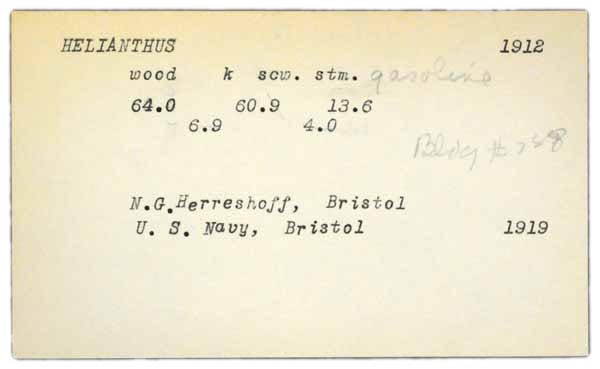 HELIANTHUS 1912
wood k scw. stm. gasoline
64.0 60.9 13.6
6.9 4.0
Bldg #
N.G.Herreshoff, Bristol
U. S. Navy, Bristol 1919